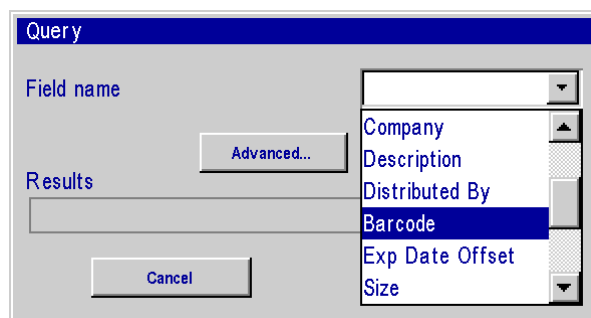 Query
Field name
Company
Advanced...
Description
Results
Distributed By
Barcode
Exp Date Offset
Cancel
Size